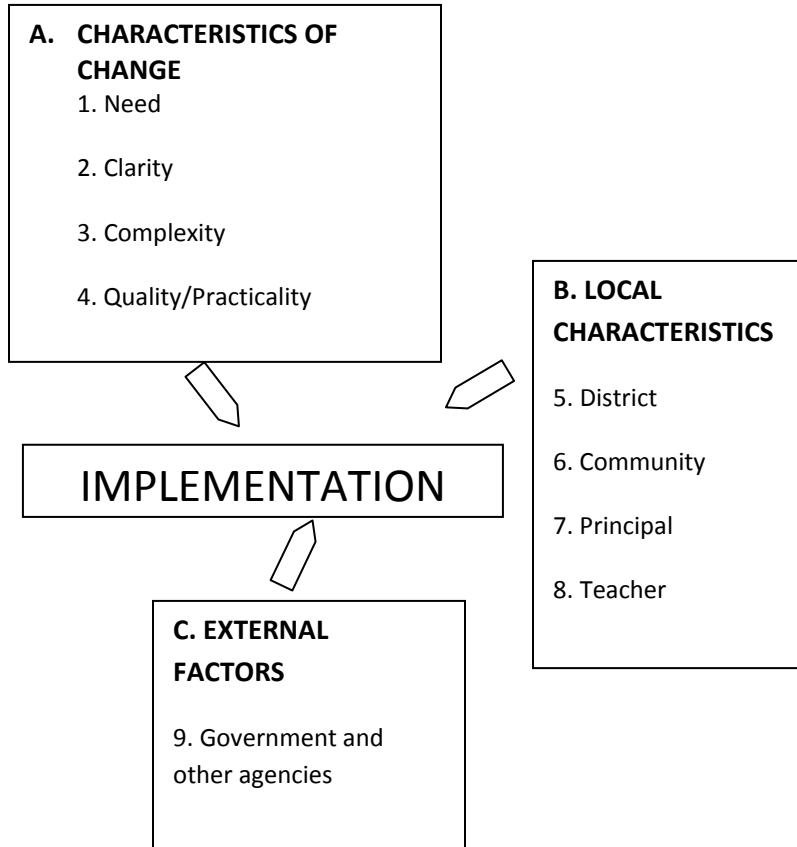 A. CHARACTERISTICS OF
CHANGE
1. Need
2. Clarity
3. Complexity
4. Quality/Practicality
B. LOCAL
CHARACTERISTICS
5. District
6. Community
7. Principal
8. Teacher
IMPLEMENTATION
C. EXTERNAL
FACTORS
9. Government and
other agencies